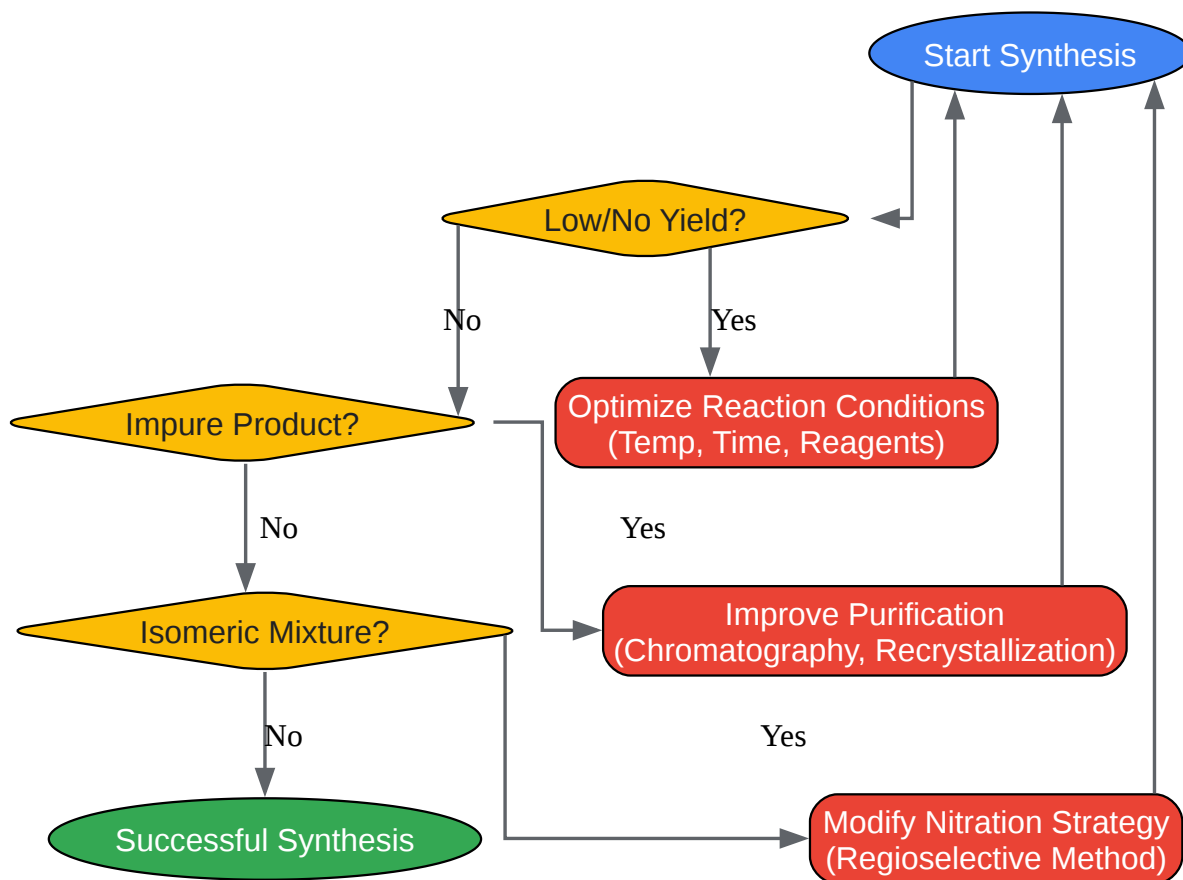 Start Synthesis
Low/No Yield?
No
Yes
Optimize Reaction Conditions
(Temp, Time, Reagents)
Impure Product?
No
Yes
Improve Purification
(Chromatography, Recrystallization)
Isomeric Mixture?
No
Yes
Successful Synthesis
Modify Nitration Strategy
(Regioselective Method)